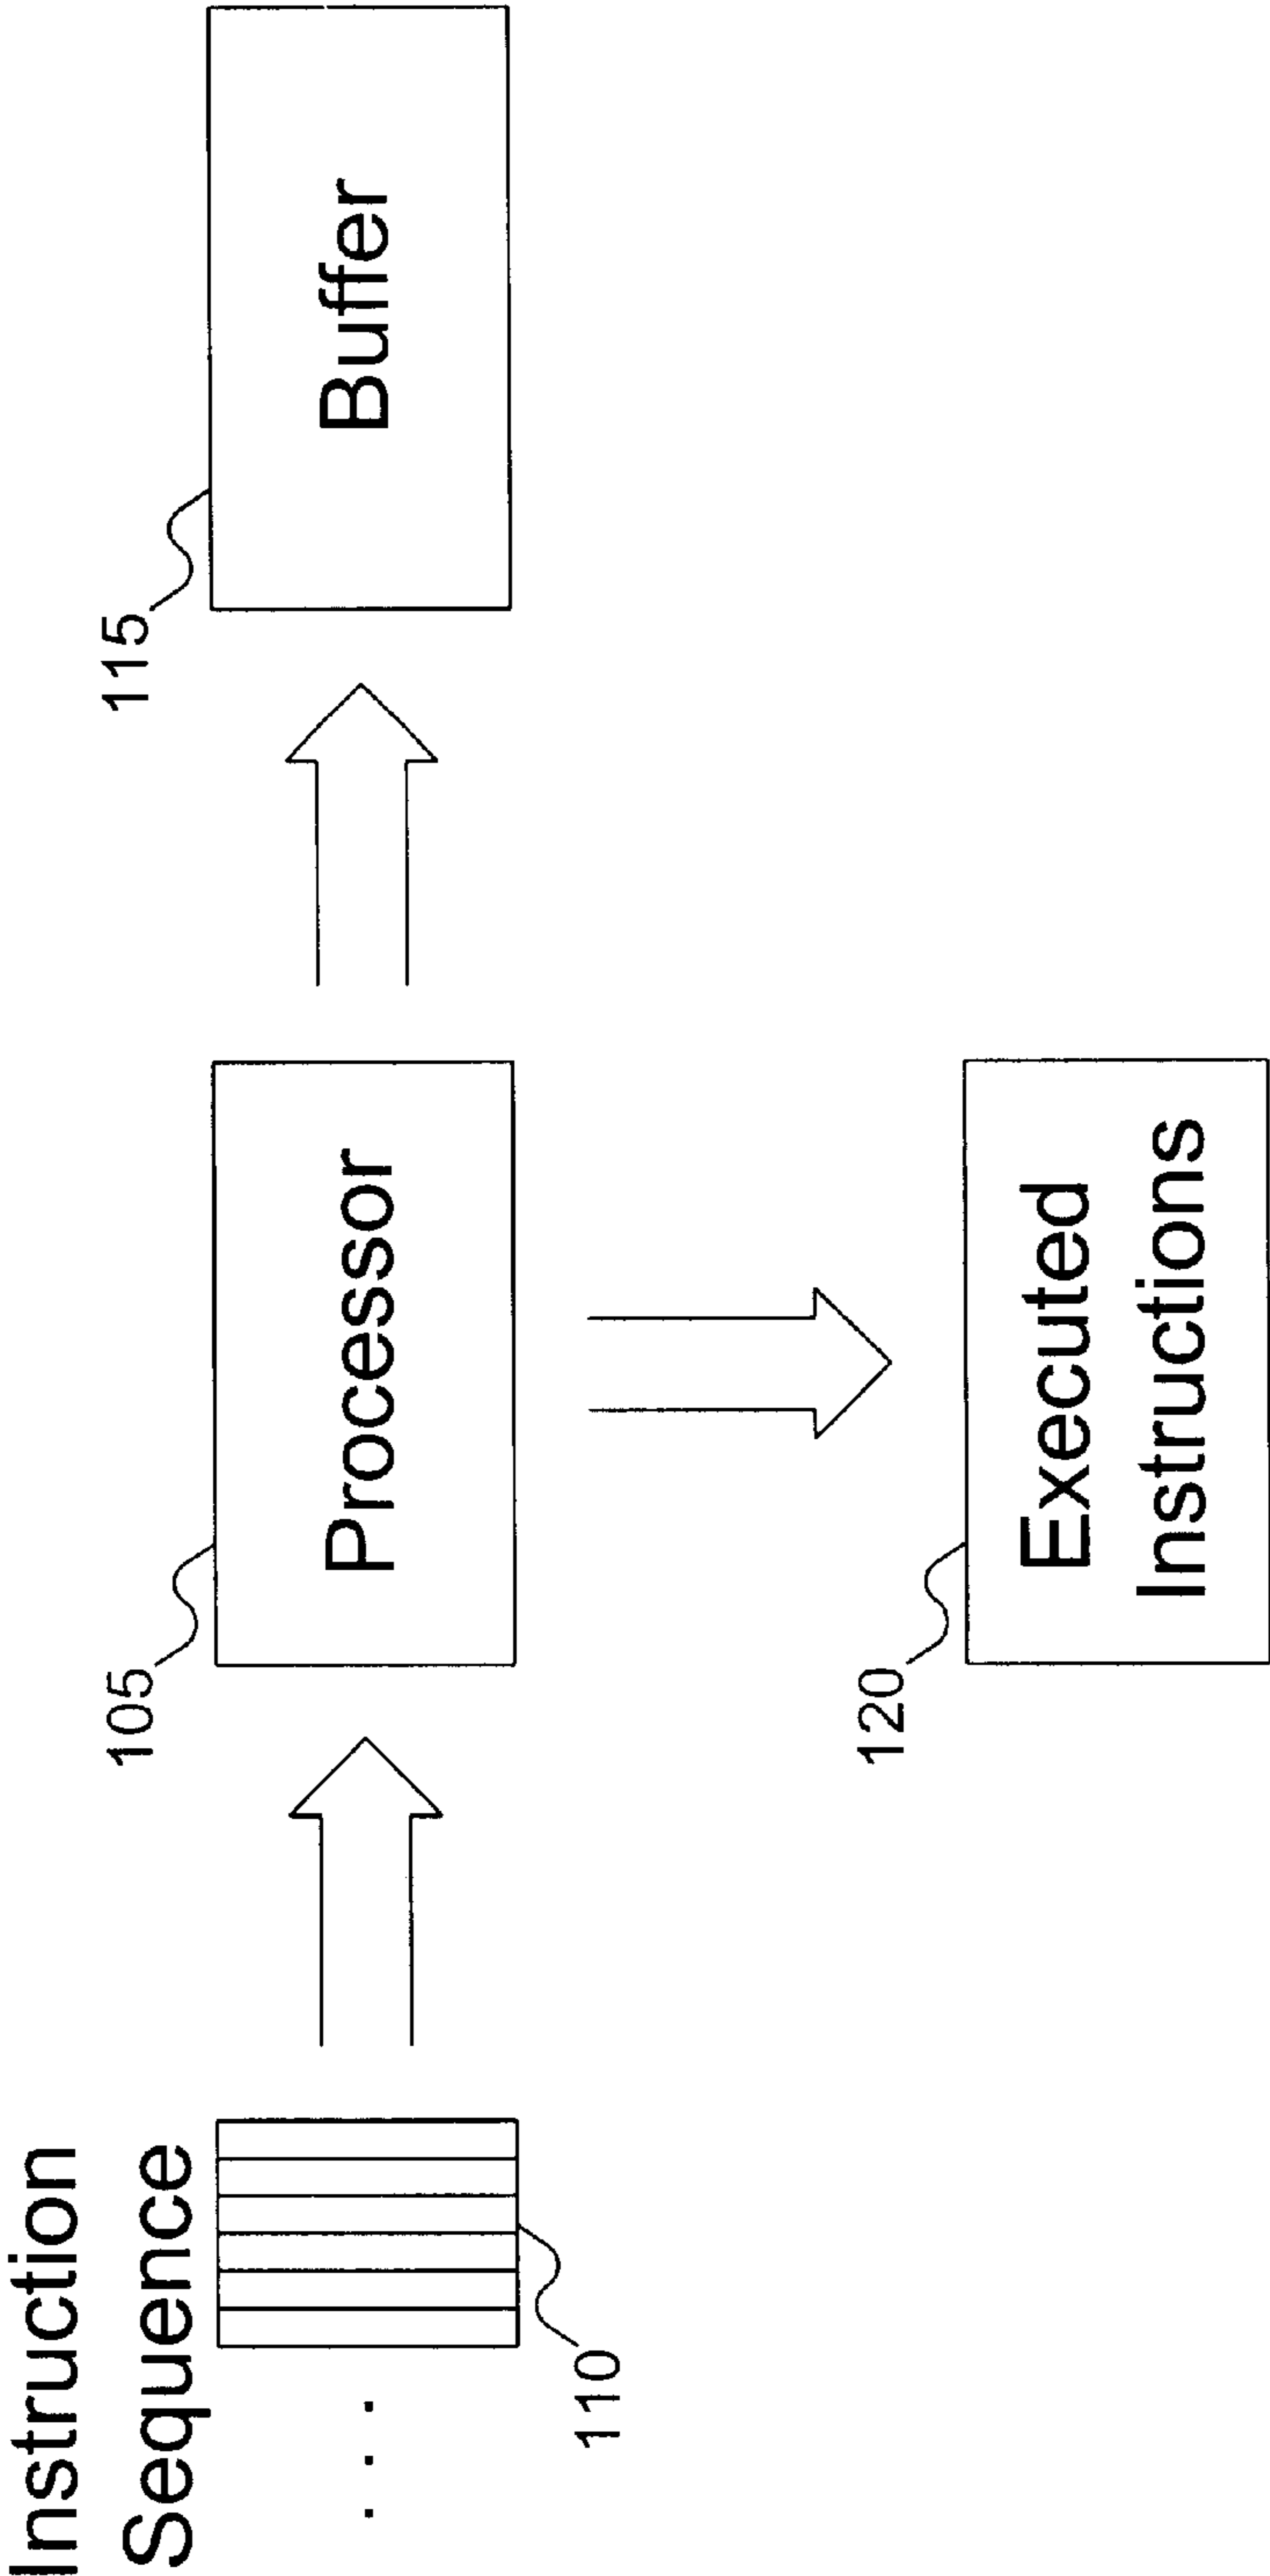 Instruction
Sequence
. . .
110
105
Processor
115
Buffer
120
Executed
Instructions